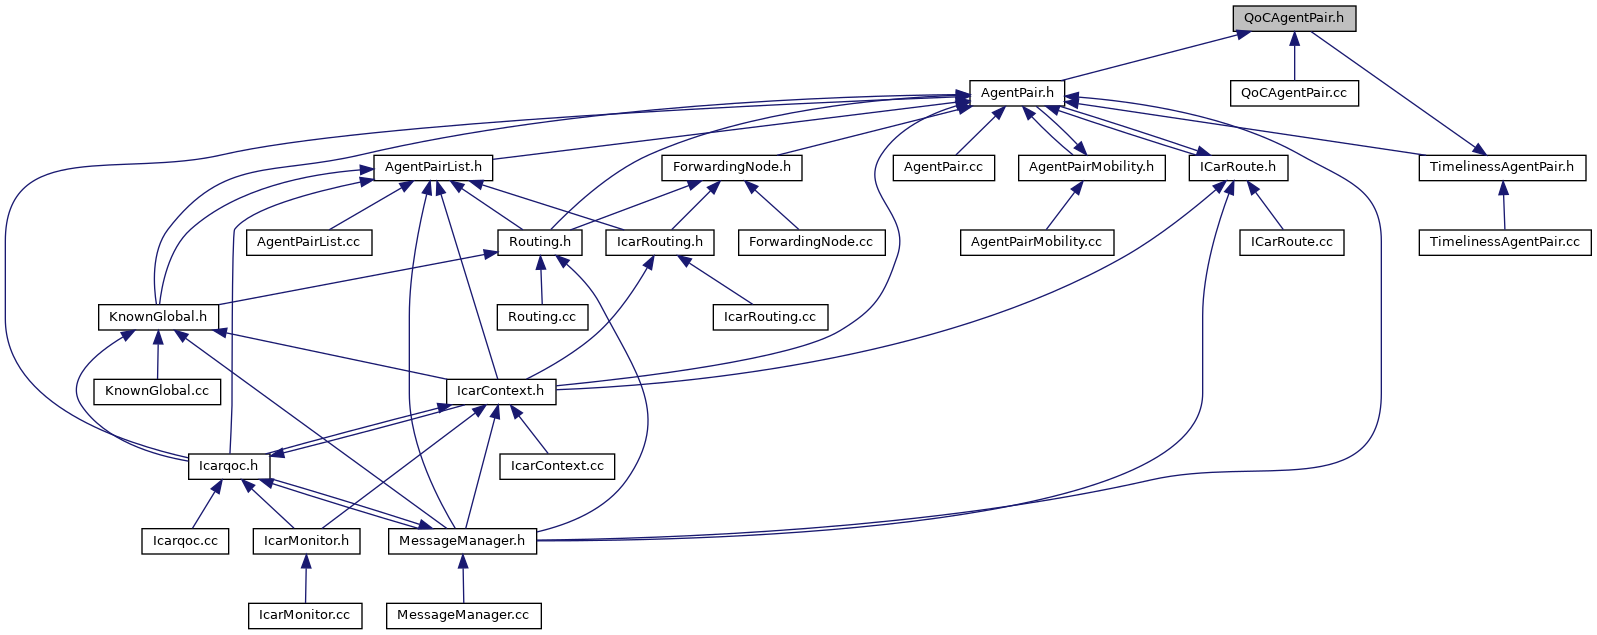 QoCAgentPair.h
AgentPair.h
QoCAgentPair.cc
AgentPairList.h
ForwardingNode.h
AgentPair.cc
AgentPairMobility.h
ICarRoute.h
TimelinessAgentPair.h
AgentPairList.cc
Routing.h
IcarRouting.h
ForwardingNode.cc
AgentPairMobility.cc
ICarRoute.cc
TimelinessAgentPair.cc
KnownGlobal.h
Routing.cc
IcarRouting.cc
KnownGlobal.cc
IcarContext.h
Icarqoc.h
IcarContext.cc
Icarqoc.cc
IcarMonitor.h
MessageManager.h
IcarMonitor.cc
MessageManager.cc